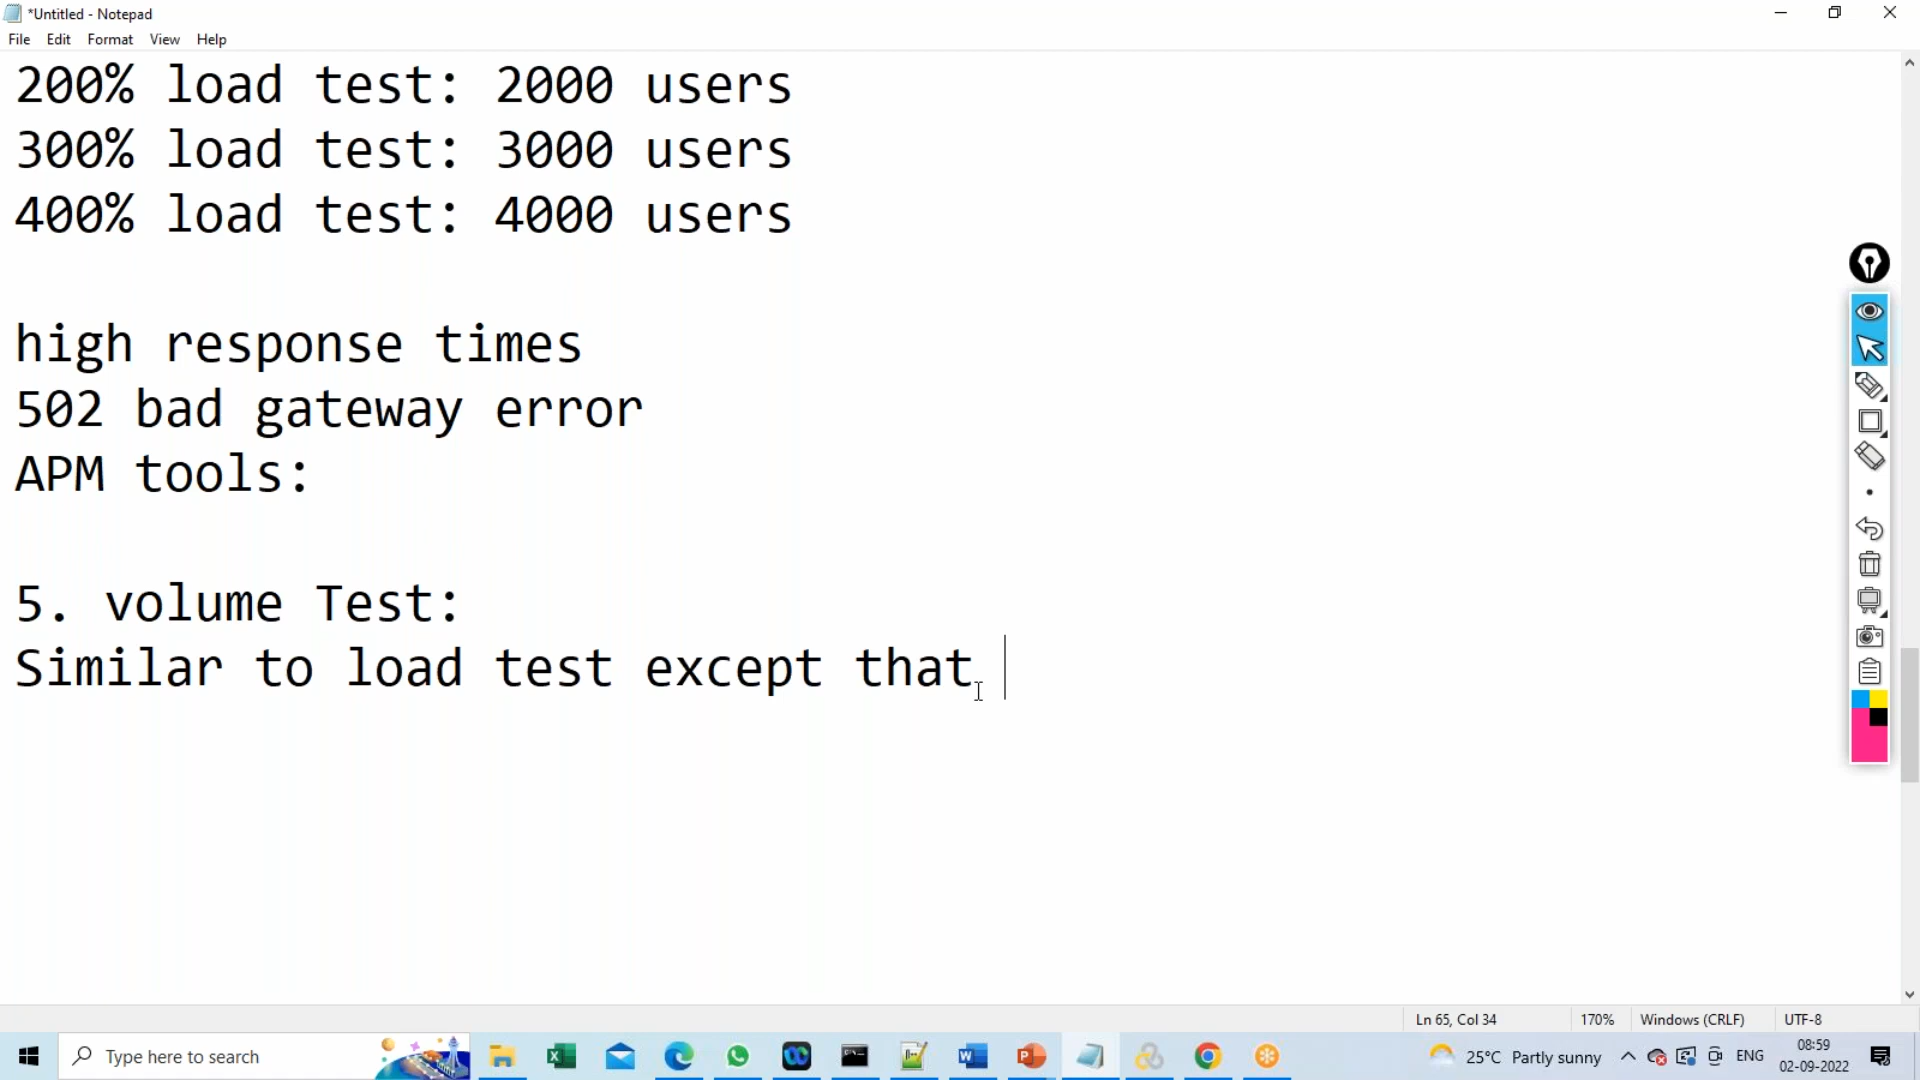 *Untitled - Notepad
File Edit Format View Help
200% load test: 2000 users
300% load test: 3000 users
400% load test: 4000 users
high response times
502 bad gateway error
APM tools:
5. volume Test:
Similar to load test except that
Ln 65, Col 34 170% Windows (CRLF) UTF-8
Type here to search
25°C Partly sunny
ENG
08:59
02-09-2022